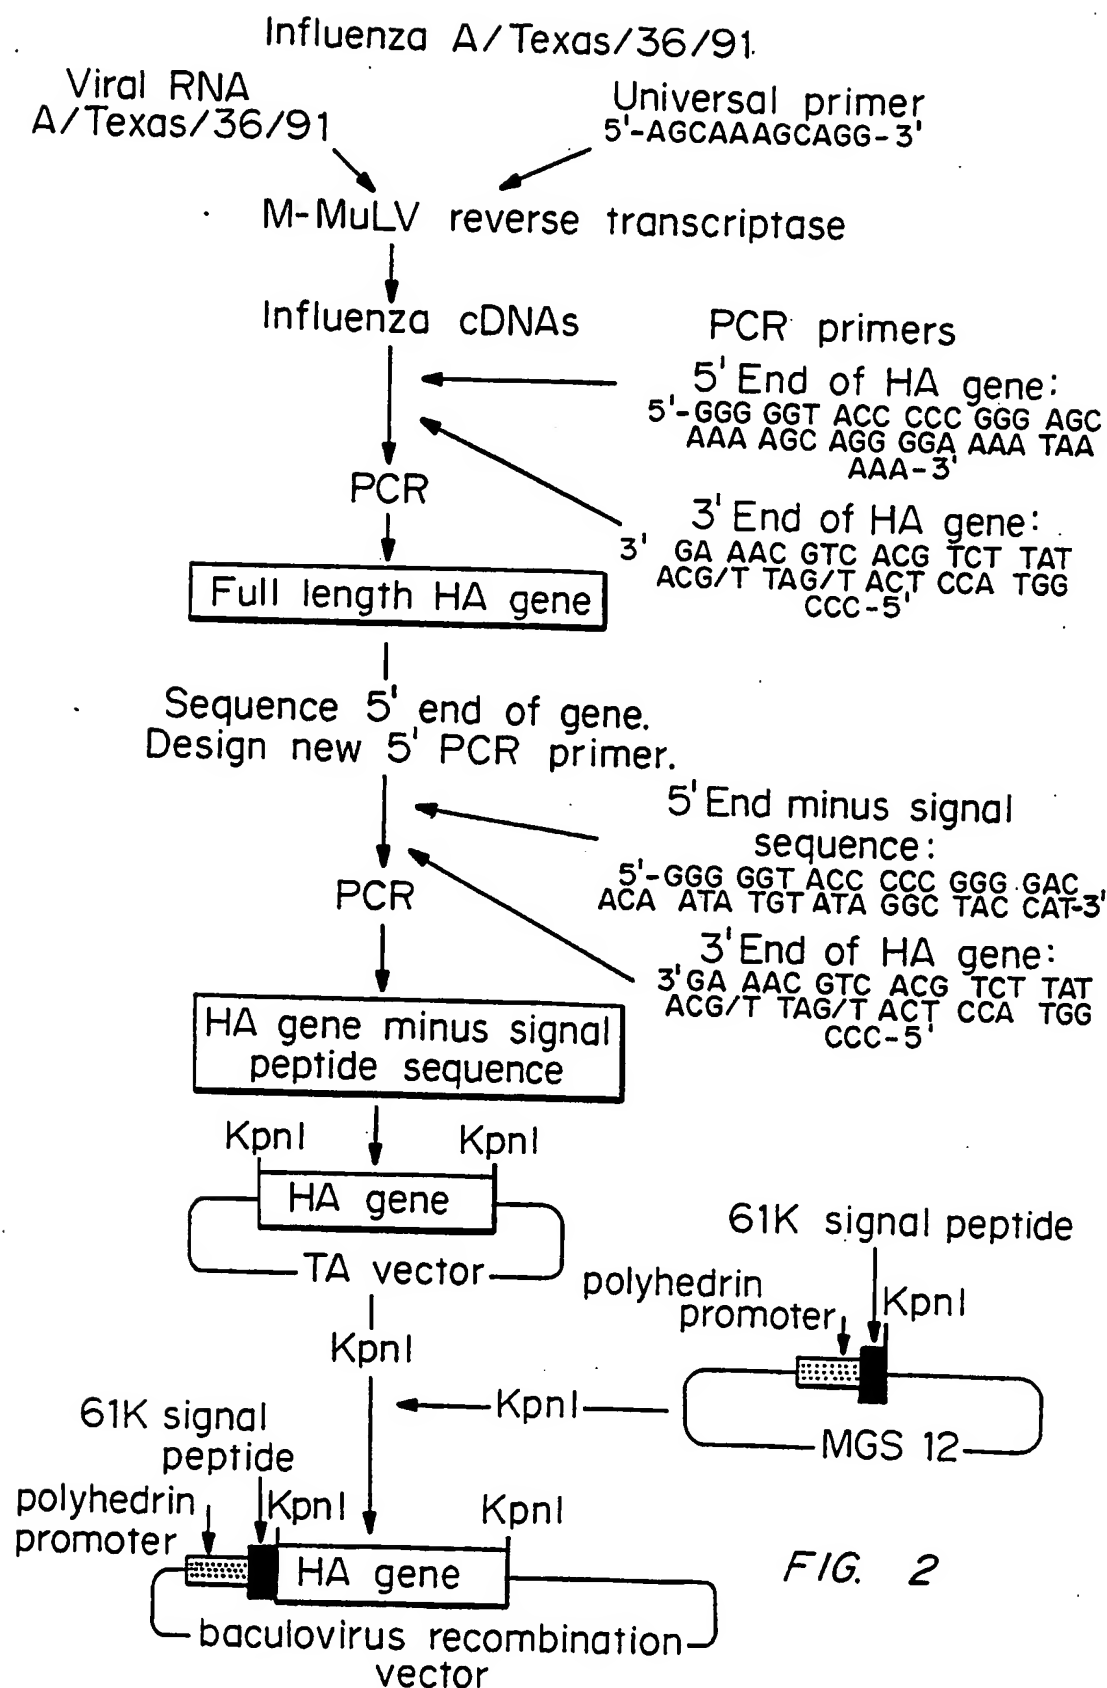 Influenza A/Texas/36/91.
Viral RNA
A/Texas/36/91
Universal primer
5'-AGCAAAGCAGG-3'
M-MuLV reverse transcriptase
Influenza cDNAs
PCR primers
5' End of HA gene:
5'-GGG GGT ACC CCC GGG AGC
AAA AGC AGG GGA AAA TAA
AAA-3'
PCR
3' End of HA gene:
3' GA AAC GTC ACG TCT TAT
ACG/T TAG/T ACT CCA TGG
CCC-5'
Full length HA gene
Sequence 5' end of gene.
Design new 5' PCR primer.
5' End minus signal
sequence:
5'-GGG GGT ACC CCC GGG GAC
ACA ATA TGT ATA GGC TAC CAT-3'
PCR
3' End of HA gene:
3' GA AAC GTC ACG TCT TAT
ACG/T TAG/T ACT CCA TGG
CCC-5'
HA gene minus signal
peptide sequence
KpnI KpnI
HA gene
TA vector
61K signal peptide
polyhedrin
promoter
KpnI
KpnI
KpnI
MGS 12
61K signal
peptide
polyhedrin
promoter
KpnI KpnI
HA gene
baculovirus recombination
vector
FIG. 2